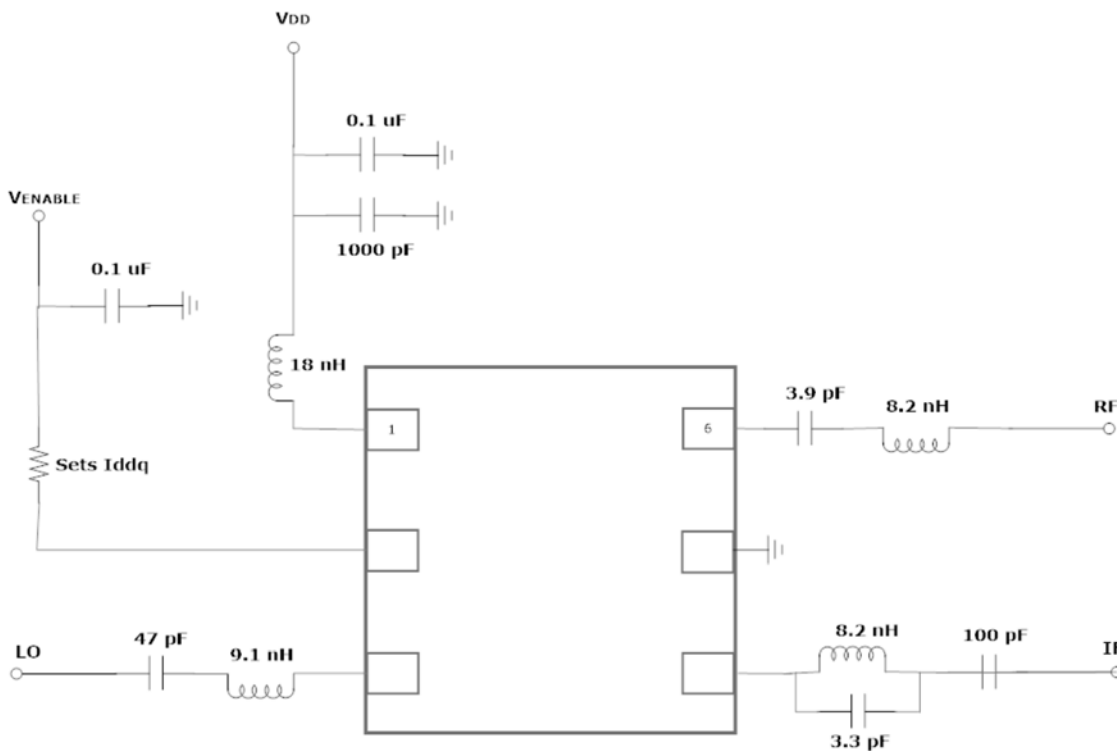 VDD
0.1 uF
VENABLE
1000 pF
0.1 uF
18 nH
3.9 pF
8.2 nH
RF
1
6
Sets Iddq
8.2 nH
100 pF
47 pF
LO
9.1 nH
IF
3.3 pF